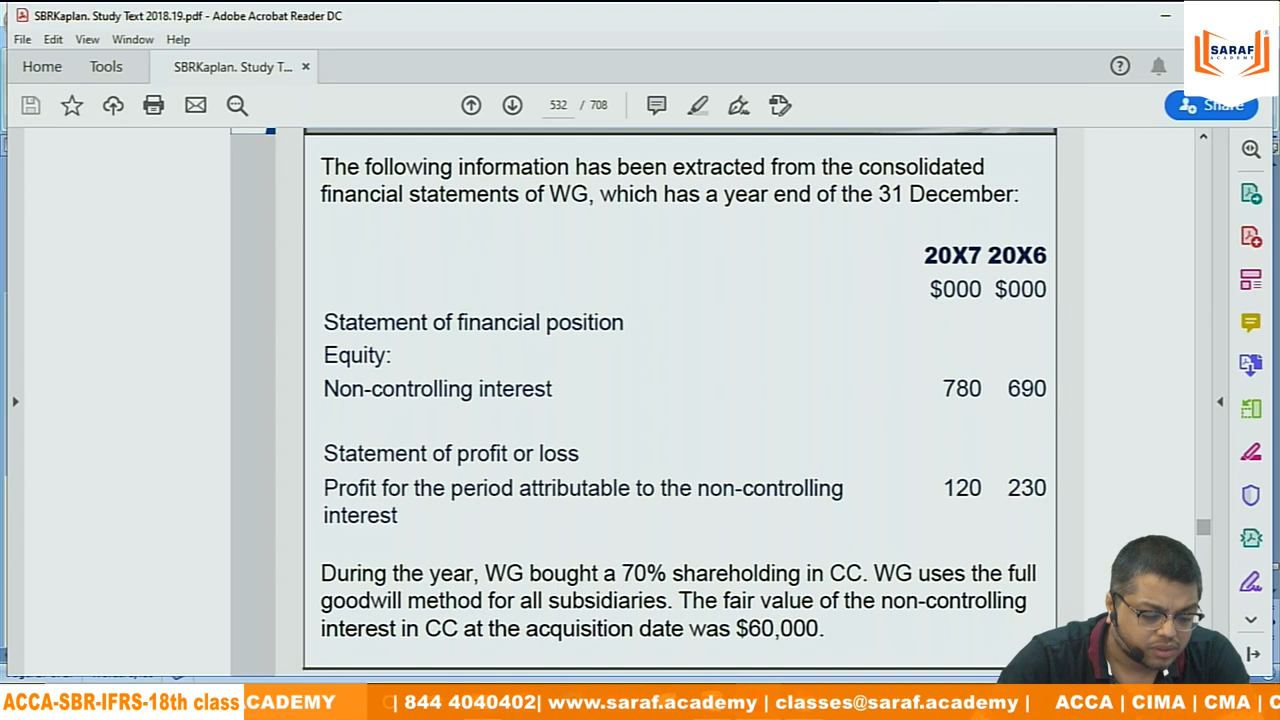 SBRKaplan. Study Text 2018.19.pdf - Adobe Acrobat Reader DC
SARAF
ACADEMY
File Edit View Window Help
Home Tools SBRKaplan. Study T... ×
532 / 708
Share
The following information has been extracted from the consolidated
financial statements of WG, which has a year end of the 31 December:
20X7 20X6
$000 $000
Statement of financial position
Equity:
Non-controlling interest 780 690
Statement of profit or loss
Profit for the period attributable to the non-controlling 120 230
interest
During the year, WG bought a 70% shareholding in CC. WG uses the full
goodwill method for all subsidiaries. The fair value of the non-controlling
interest in CC at the acquisition date was $60,000.
ACCA-SBR-IFRS-18th class CADEMY | 844 4040402| www.saraf.academy | classes@saraf.academy | ACCA | CIMA | CMA |